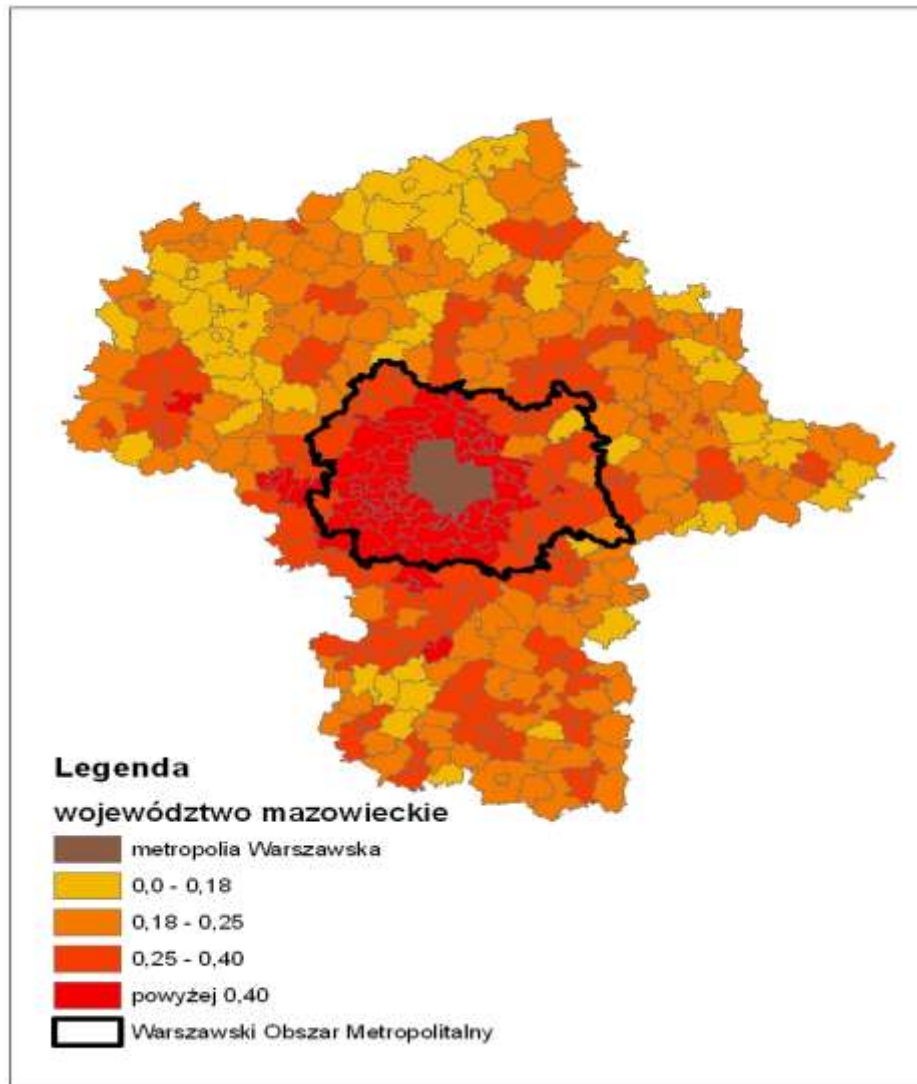 Legenda
województwo mazowieckie
metropolia Warszawska
0,0 - 0,18
0,18 - 0,25
0,25 - 0,40
powyżej 0,40
Warszawski Obszar Metropolitalny